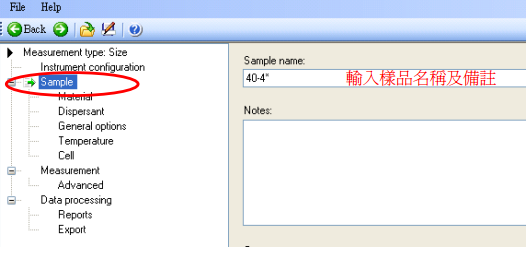 File Help
Back
Measurement type: Size
Instrument configuration
Sample
Material
Dispersant
General options
Temperature
Cell
Measurement
Advanced
Data processing
Reports
Export
Sample name:
40-4" 輸入樣品名稱及備註
Notes: